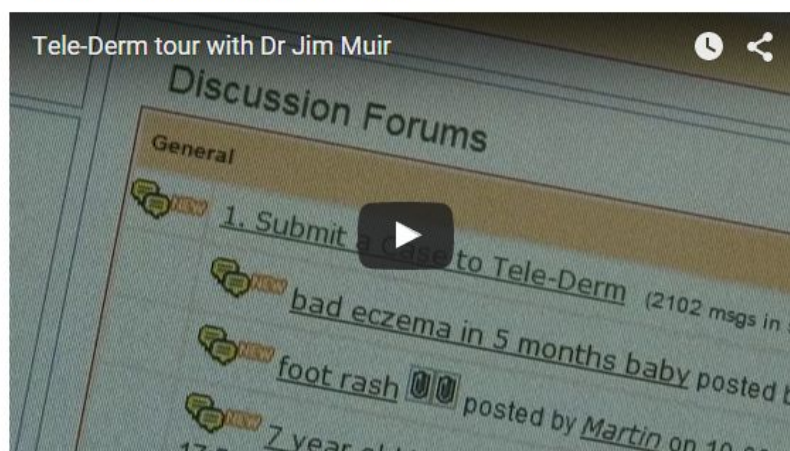 Tele-Derm tour with Dr Jim Muir
Discussion Forums
General
NEW 1. Submit a Case to Tele-Derm (2102 msgs in
NEW bad eczema in 5 months baby posted
NEW foot rash posted by Martin on
NEW 7 year old